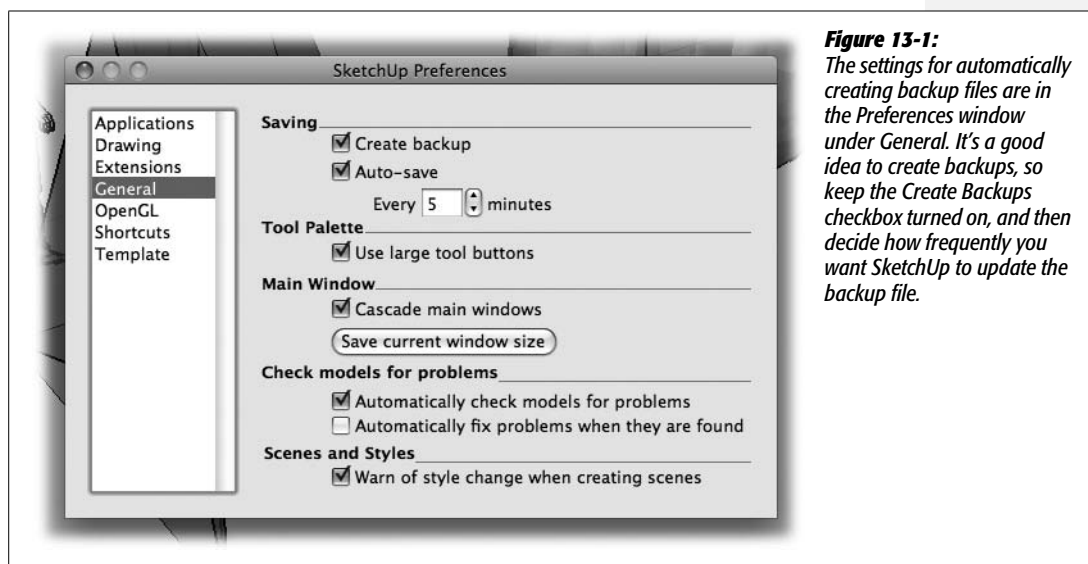 SketchUp Preferences
Applications
Drawing
Extensions
General
OpenGL
Shortcuts
Template
Saving
Create backup
Auto-save
Every 5 minutes
Tool Palette
Use large tool buttons
Main Window
Cascade main windows
Save current window size
Check models for problems
Automatically check models for problems
Automatically fix problems when they are found
Scenes and Styles
Warn of style change when creating scenes
Figure 13-1:
The settings for automatically
creating backup files are in
the Preferences window
under General. It's a good
idea to create backups, so
keep the Create Backups
checkbox turned on, and then
decide how frequently you
want SketchUp to update the
backup file.